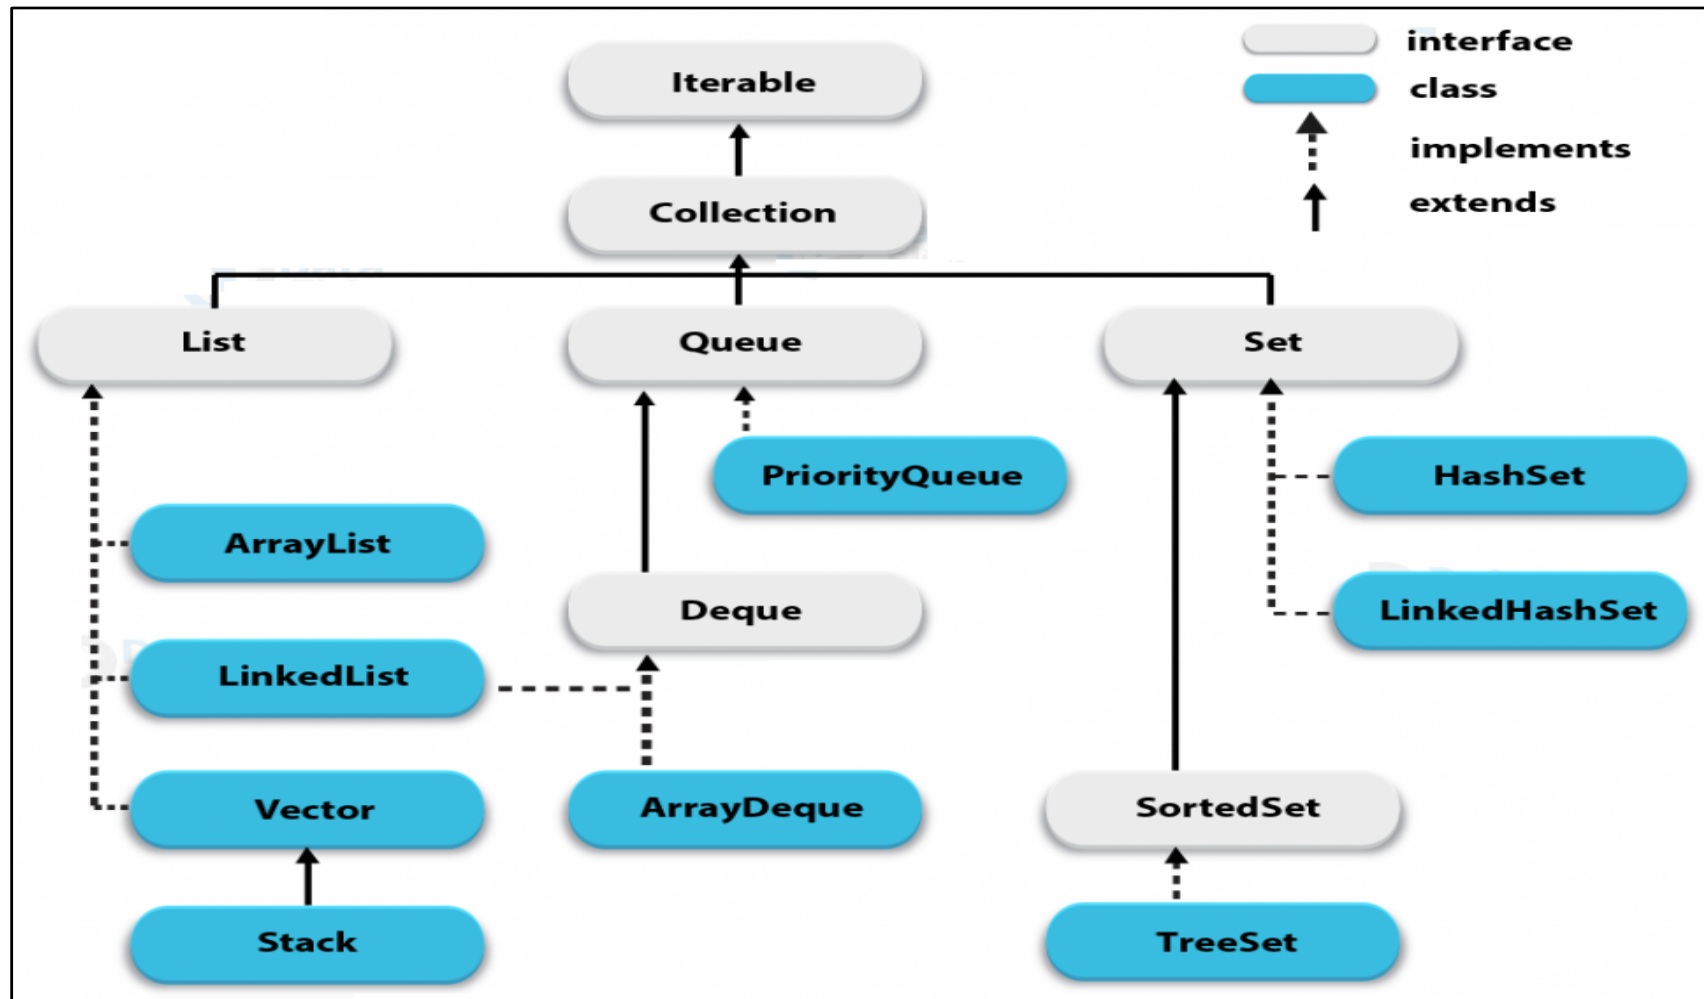 interface
Iterable
class
implements
extends
Collection
List
Queue
Set
PriorityQueue
HashSet
ArrayList
Deque
LinkedHashSet
LinkedList
Vector
ArrayDeque
SortedSet
Stack
TreeSet